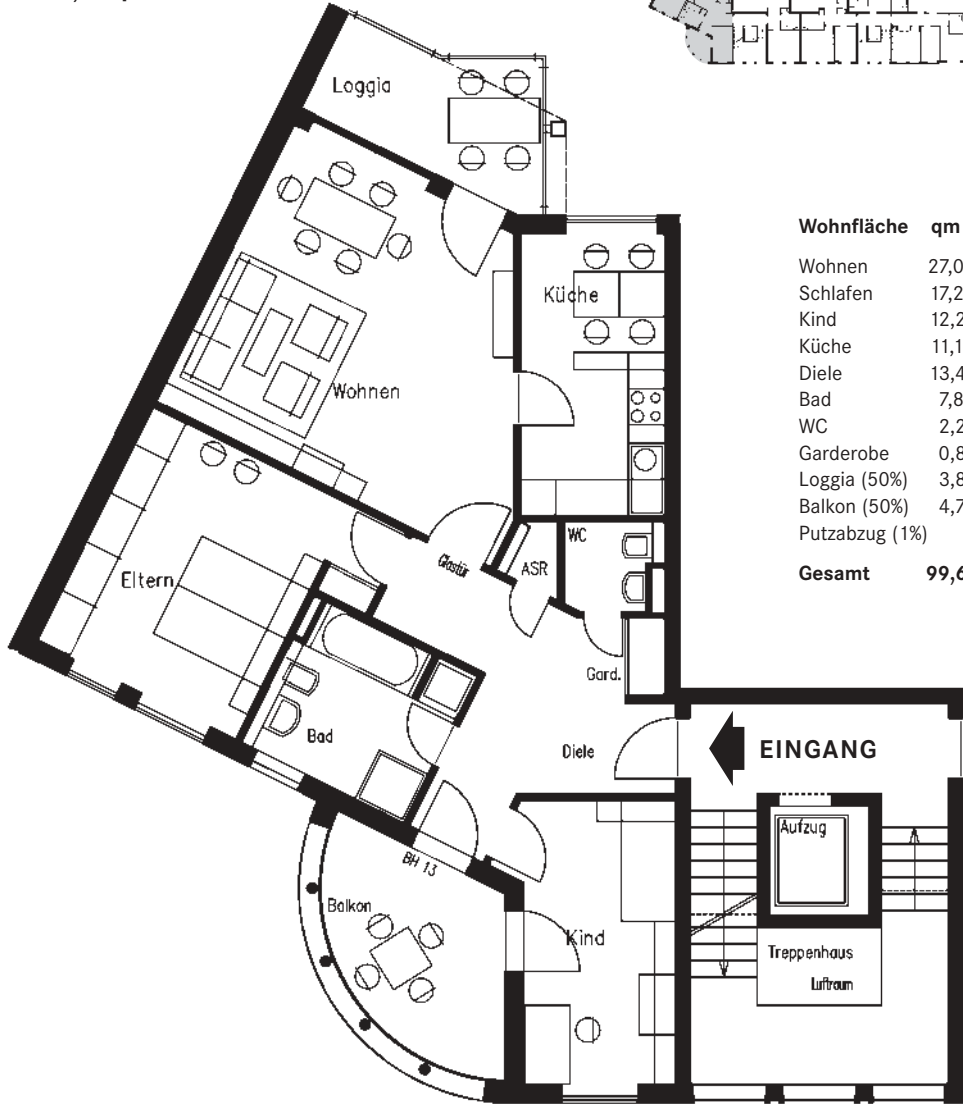 Loggia
Wohnfläche qm
Wohnen 27,0
Schlafen 17,2
Kind 12,2
Küche 11,1
Diele 13,4
Bad 7,8
WC 2,2
Garderobe 0,8
Loggia (50%) 3,8
Balkon (50%) 4,7
Putzabzug (1%)
Gesamt 99,6
Küche
Wohnen
WC
Glastür
ASR
Eltern
Gard.
Bad
Diele
EINGANG
Aufzug
BH 13
Balkon
Kind
Treppenhaus
Luftraum